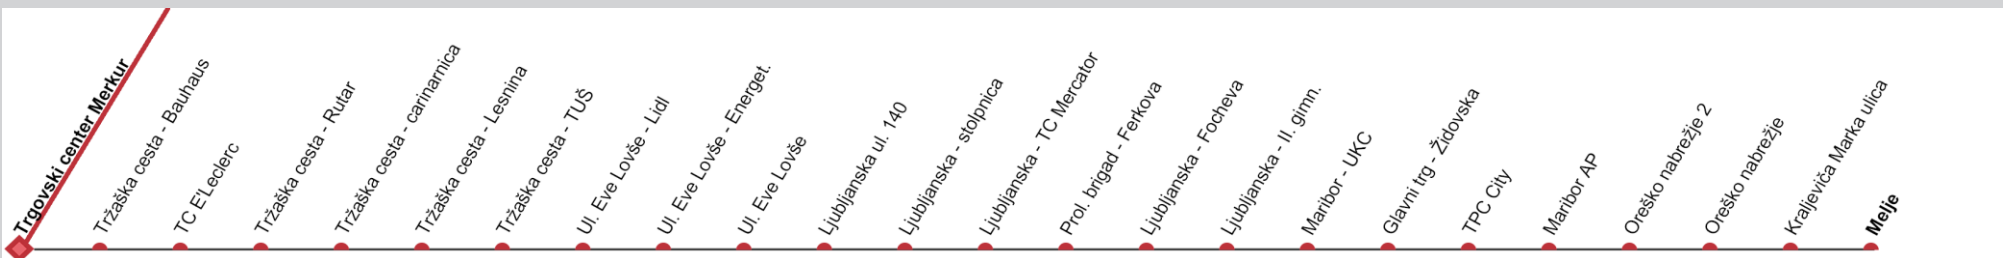 Trgovski center Merkur
Tržaška cesta - Bauhaus
TC E'Leclerc
Tržaška cesta - Rutar
Tržaška cesta - carinarnica
Tržaška cesta - Lesnina
Tržaška cesta - TUŠ
Ul. Eve Lovše - Lidl
Ul. Eve Lovše - Energet.
Ul. Eve Lovše
Ljubljanska ul. 140
Ljubljanska - stolpnica
Ljubljanska - TC Mercator
Prol. brigad - Ferkova
Ljubljanska - Focheva
Ljubljanska - II. gimn.
Maribor - UKC
Glavni trg - Židovska
TPC City
Maribor AP
Oreško nabrežje 2
Oreško nabrežje
Kraljeviča Marka ulica
Melje